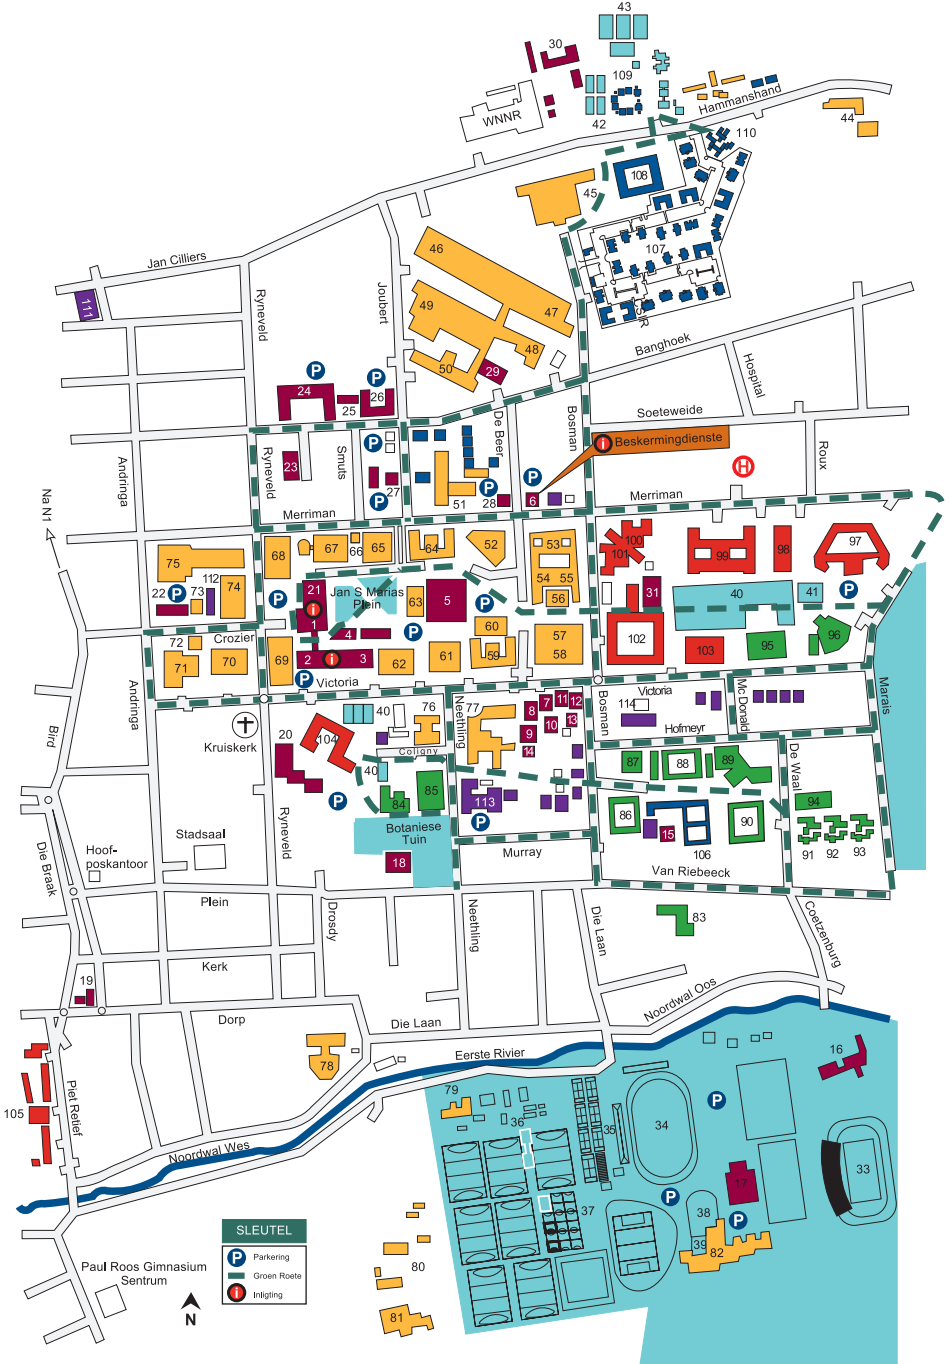 43
30
109
WNNR
42
Hammanshand
44
110
108
45
107
46
Jan Cilliers
111
Ryneveld
Joubert
49
47
CSIR
48
Banghoek
50
29
Hospital
24
26
25
Soeteweide
De Beer
Bosman
Beskermingdienste
Roux
Andringa
Ryneveld
23
Smuts
27
51
28
6
Merriman
Merriman
Na N1
75
68
67
66
65
64
52
53
54
55
56
100
101
99
98
97
22
73
112
74
21
Jan S Marias
Plein
63
5
31
40
41
1
4
72
Crozier
71
70
69
2
3
62
61
60
59
57
58
102
103
95
96
Victoria
Bird
Andringa
Kruiskerk
20
104
40
76
Coligny
40
84
85
Neethling
77
7
11
12
8
10
13
9
14
Bosman
114
Victoria
Hofmeyr
Mc Donald
Marais
87
88
89
De Waal
113
86
15
106
90
94
91
92
93
Die Braak
Hoof-
poskantoor
Stadsaal
Ryneveld
Botaniese
Tuin
18
Murray
Van Riebeeck
Plein
Drosdy
Neethling
Die Laan
83
Coetzenburg
Kerk
19
Dorp
Die Laan
Noordwal Oos
Eerste Rivier
78
16
105
Piet Retief
Noordwal Wes
79
36
35
34
33
17
37
38
39
82
80
81
SLEUTEL
P Parkering
Groen Roete
i Inligting
Paul Roos Gimnasium
Sentrum
N